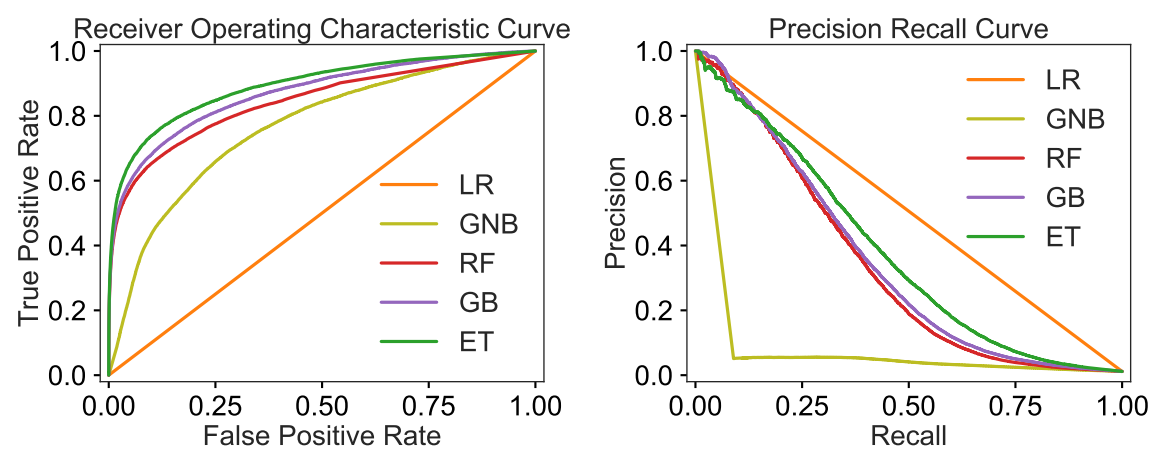 Receiver Operating Characteristic Curve
True Positive Rate
1.0
0.8
0.6
0.4
0.2
0.0
LR
GNB
RF
GB
ET
0.00 0.25 0.50 0.75 1.00
False Positive Rate
Precision Recall Curve
Precision
1.0
0.8
0.6
0.4
0.2
0.0
LR
GNB
RF
GB
ET
0.00 0.25 0.50 0.75 1.00
Recall